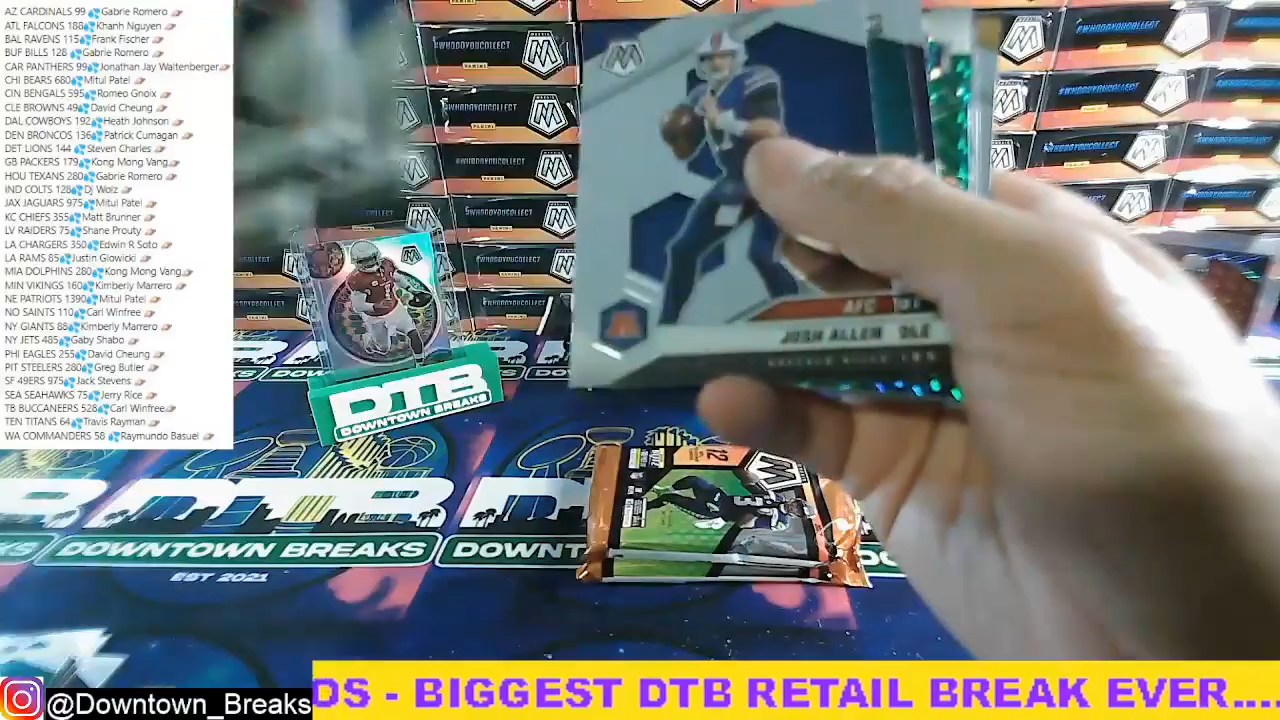 AZ CARDINALS 99 Gabrie Romero
ATL FALCONS 188 Khanh Nguyen
BAL RAVENS 115 Frank Fischer
BUF BILLS 128 Gabrie Romero
CAR PANTHERS 99 Jonathan Jay Waltenberger
CHI BEARS 680 Mitul Patel
CIN BENGALS 595 Romeo Gnoix
CLE BROWNS 49 David Cheung
DAL COWBOYS 192 Heath Johnson
DEN BRONCOS 136 Patrick Cumagan
DET LIONS 144 Steven Charles
GB PACKERS 179 Kong Mong Vang
HOU TEXANS 280 Gabrie Romero
IND COLTS 128 Dj Wolz
JAX JAGUARS 975 Mitul Patel
KC CHIEFS 355 Matt Brunner
LV RAIDERS 75 Shane Prouty
LA CHARGERS 350 Edwin R Soto
LA RAMS 85 Justin Glowicki
MIA DOLPHINS 280 Kong Mong Vang
MIN VIKINGS 160 Kimberly Marrero
NE PATRIOTS 1390 Mitul Patel
NO SAINTS 110 Carl Winfree
NY GIANTS 88 Kimberly Marrero
NY JETS 485 Gaby Shabo
PHI EAGLES 255 David Cheung
PIT STEELERS 280 Greg Butler
SF 49ERS 975 Jack Stevens
SEA SEAHAWKS 75 Jerry Rice
TB BUCCANEERS 528 Carl Winfree
TEN TITANS 64 Travis Rayman
WA COMMANDERS 58 Raymundo Basuel
#WHODOYOUCOLLECT
PANINI
AFC
JOSH ALLEN
DTB
DOWNTOWN BREAKS
12
DTB
DOWNTOWN BREAKS
DOWNT
EST 2021
@Downtown_Breaks
DS - BIGGEST DTB RETAIL BREAK EVER....